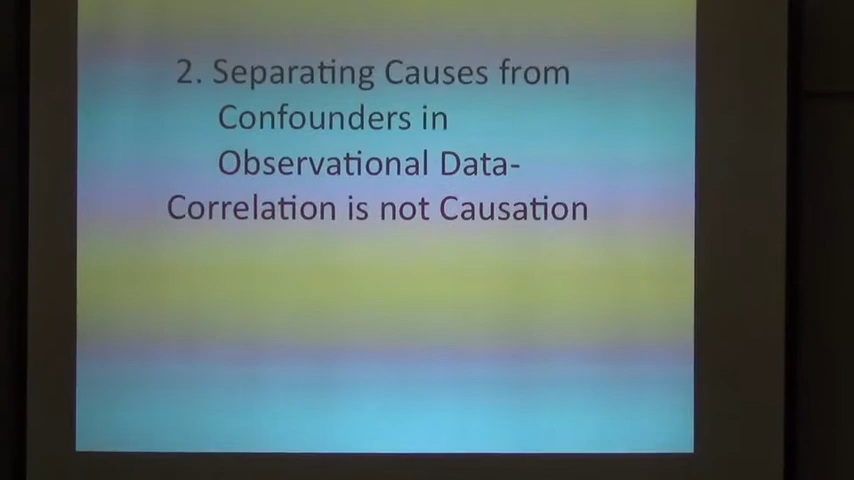 2. Separating Causes from
Confounders in
Observational Data-
Correlation is not Causation